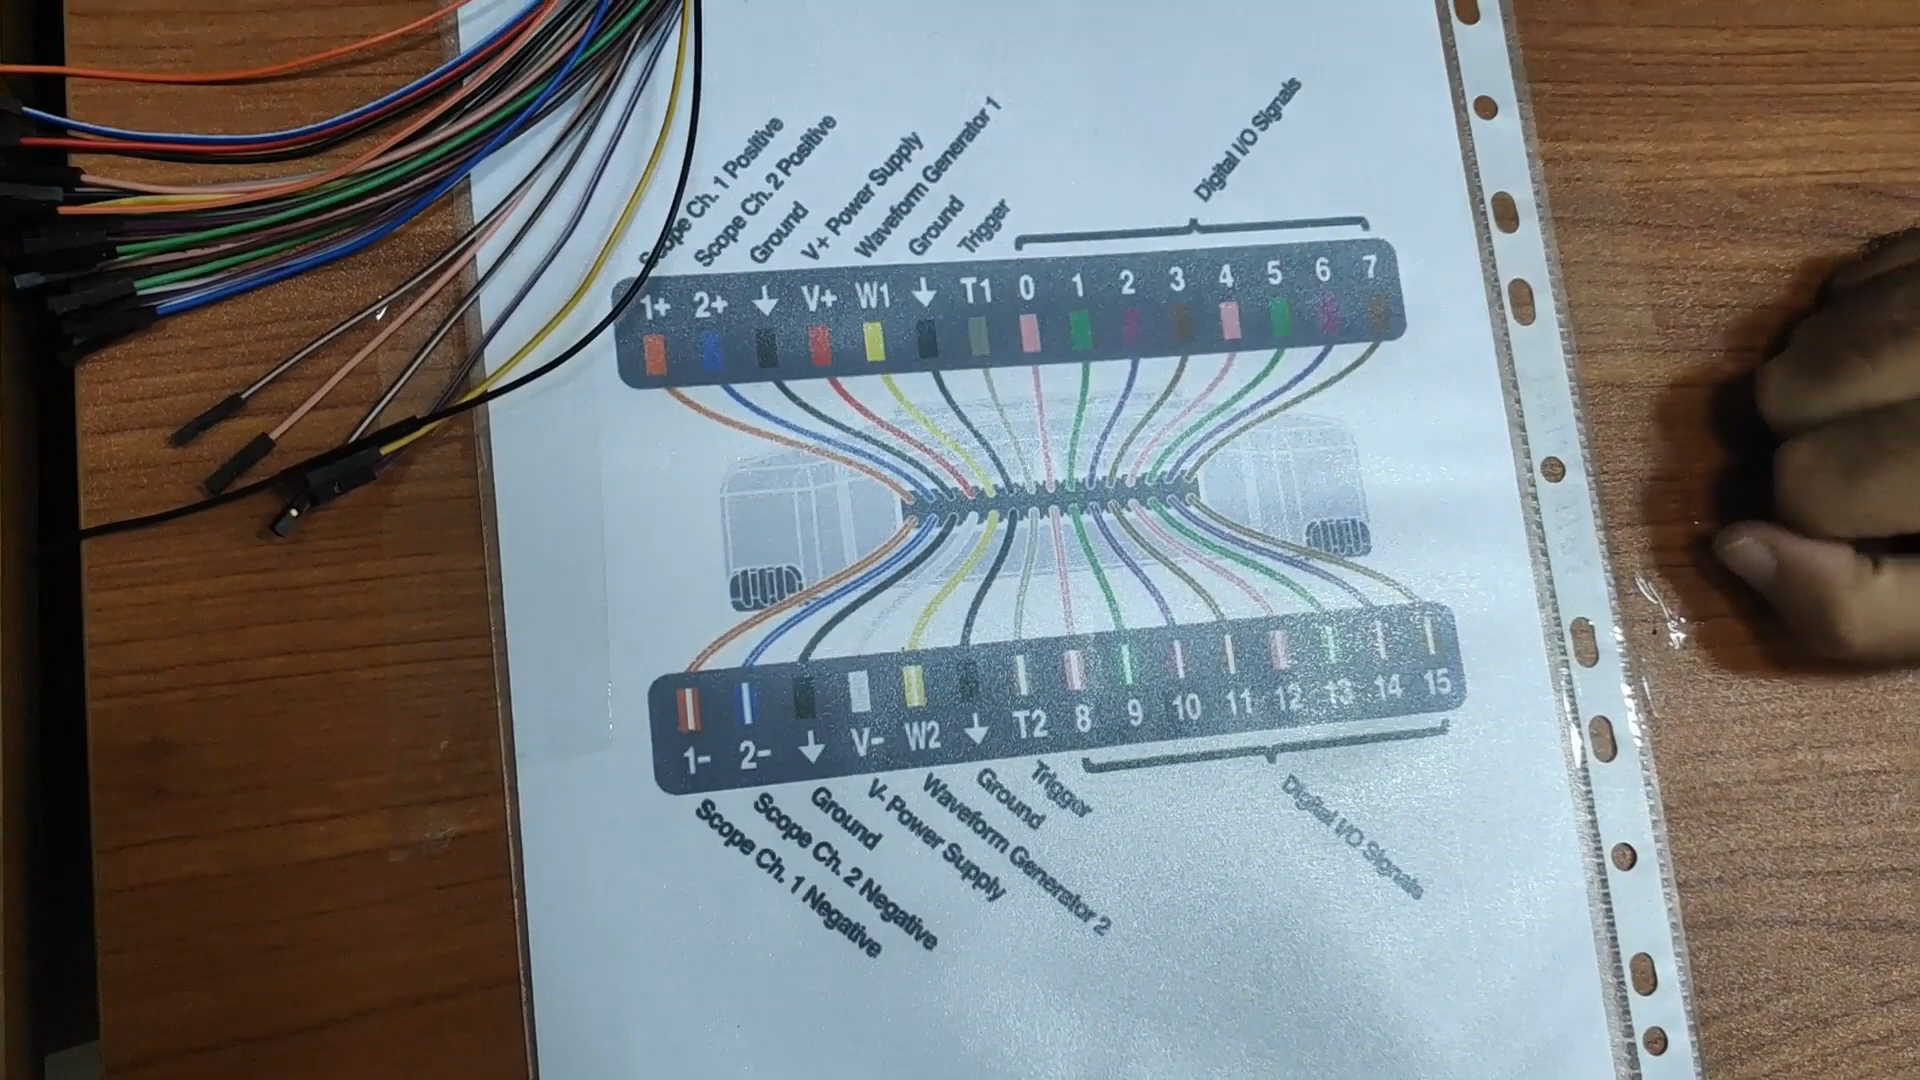 Scope Ch. 1 Positive
Scope Ch. 2 Positive
Ground
V+ Power Supply
Waveform Generator 1
Ground
Trigger
Digital I/O Signals
1+ 2+ ↓ V+ W1 ↓ T1 0 1 2 3 4 5 6 7
1- 2- ↓ V- W2 ↓ T2 8 9 10 11 12 13 14 15
Scope Ch. 1 Negative
Scope Ch. 2 Negative
Ground
V- Power Supply
Waveform Generator 2
Ground
Trigger
Digital I/O Signals